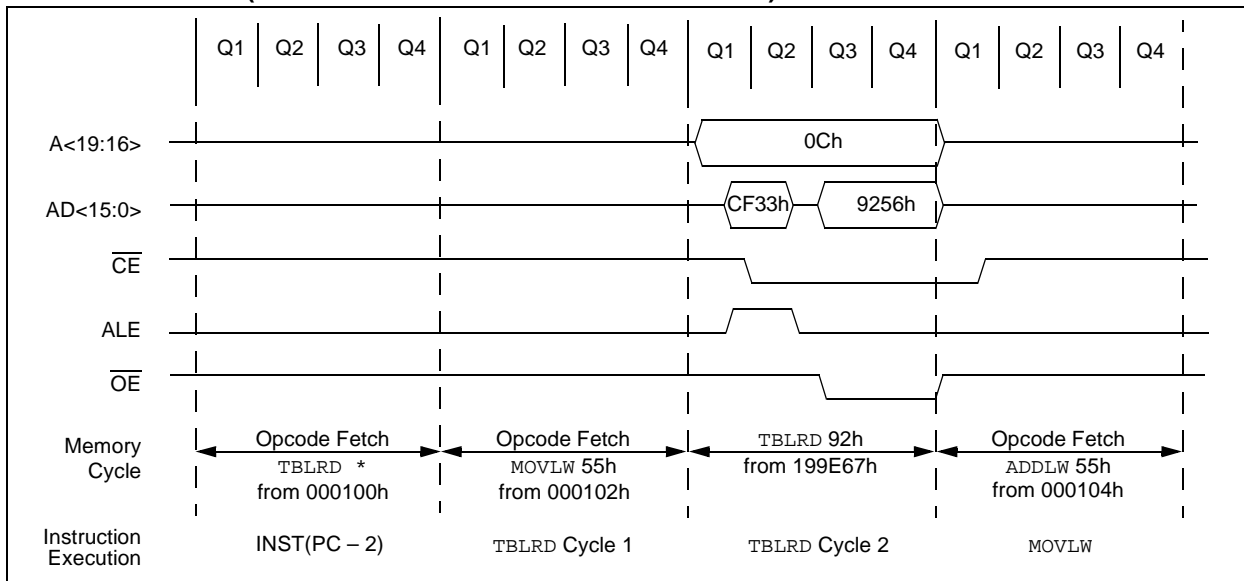 Q1 Q2 Q3 Q4 Q1 Q2 Q3 Q4 Q1 Q2 Q3 Q4 Q1 Q2 Q3 Q4
A<19:16> 0Ch
AD<15:0> CF33h 9256h
CE
ALE
OE
Memory
Cycle
Opcode Fetch
TBLRD *
from 000100h
Opcode Fetch
MOVLW 55h
from 000102h
TBLRD 92h
from 199E67h
Opcode Fetch
ADDLW 55h
from 000104h
Instruction
Execution
INST(PC – 2)
TBLRD Cycle 1
TBLRD Cycle 2
MOVLW